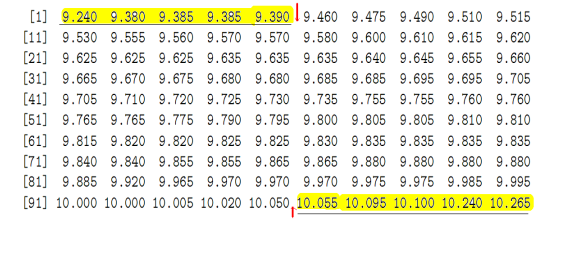 [1] 9.240 9.380 9.385 9.385 9.390 9.460 9.475 9.490 9.510 9.515
[11] 9.530 9.555 9.560 9.570 9.570 9.580 9.600 9.610 9.615 9.620
[21] 9.625 9.625 9.625 9.635 9.635 9.635 9.640 9.645 9.655 9.660
[31] 9.665 9.670 9.675 9.680 9.680 9.685 9.685 9.695 9.695 9.705
[41] 9.705 9.710 9.720 9.725 9.730 9.735 9.755 9.755 9.760 9.760
[51] 9.765 9.765 9.775 9.790 9.795 9.800 9.805 9.805 9.810 9.810
[61] 9.815 9.820 9.820 9.825 9.825 9.830 9.835 9.835 9.835 9.835
[71] 9.840 9.840 9.855 9.855 9.865 9.865 9.880 9.880 9.880 9.880
[81] 9.885 9.920 9.965 9.970 9.970 9.970 9.975 9.975 9.985 9.995
[91] 10.000 10.000 10.005 10.020 10.050 10.055 10.095 10.100 10.240 10.265